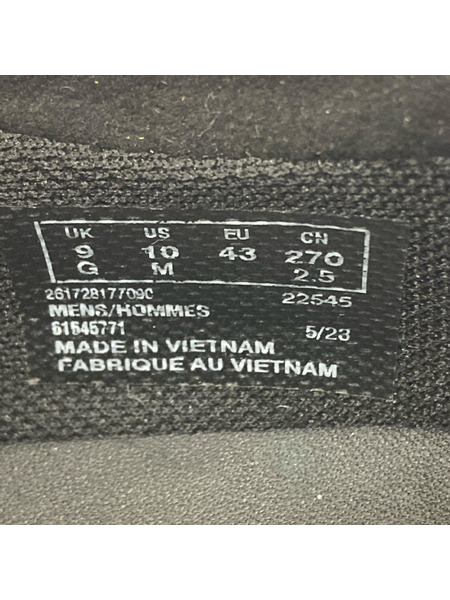 UK US EU CN
9 10 43 270
G M 2.5
261728177090 22545
MENS/HOMMES
61545771 5/23
MADE IN VIETNAM
FABRIQUE AU VIETNAM